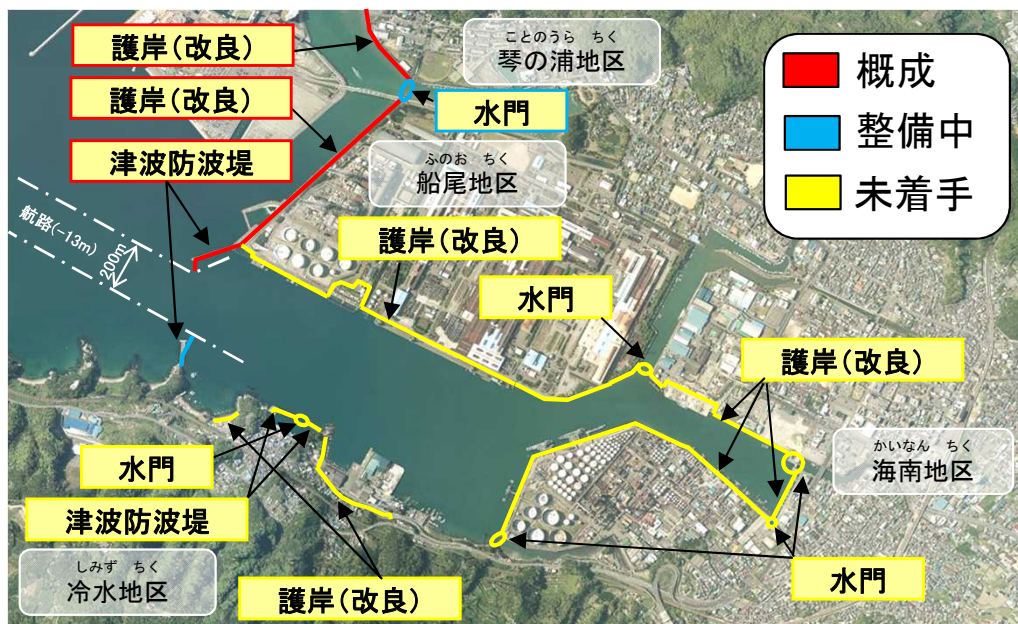 護岸(改良)
ことのうら ちく
琴の浦地区
概成
護岸(改良)
水門
整備中
津波防波堤
ふのお ちく
船尾地区
未着手
航路(-13m)
200m
護岸(改良)
水門
護岸(改良)
かいなん ちく
海南地区
水門
津波防波堤
しみず ちく
冷水地区
護岸(改良)
水門